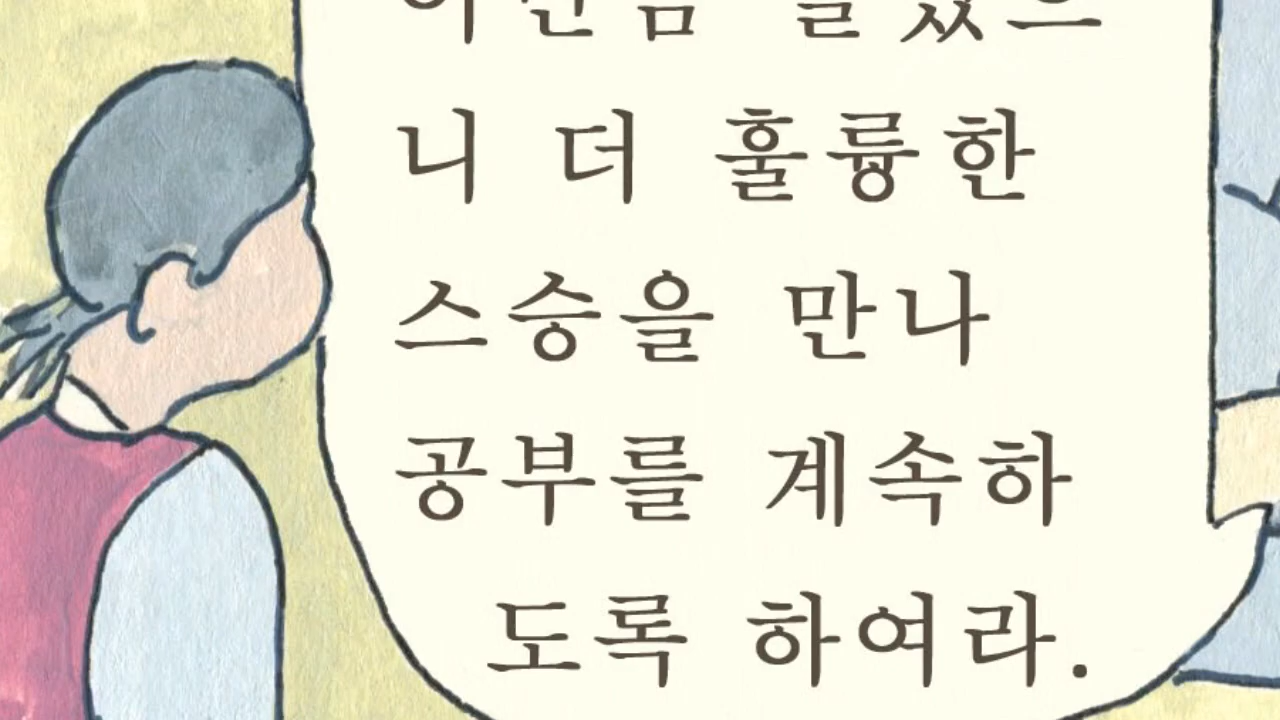 니 더 훌륭한
스승을 만나
공부를 계속하
도록 하여라.